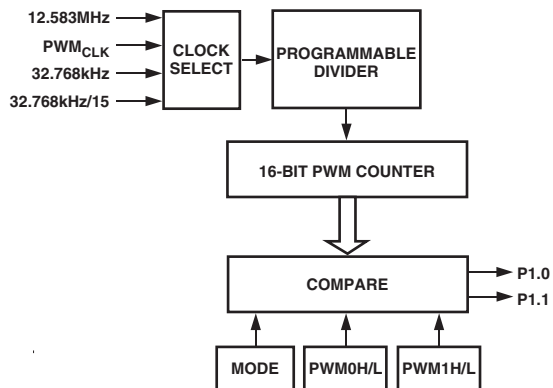 12.583MHz
PWMCLK
32.768kHz
32.768kHz/15
CLOCK
SELECT
PROGRAMMABLE
DIVIDER
16-BIT PWM COUNTER
COMPARE
P1.0
P1.1
MODE
PWM0H/L
PWM1H/L